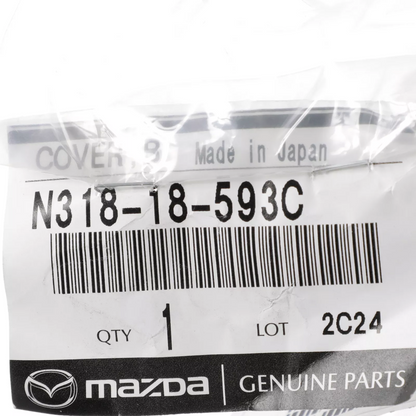 COVER(B) Made in Japan
N318-18-593C
QTY 1 LOT 2C24
mazda GENUINE PARTS